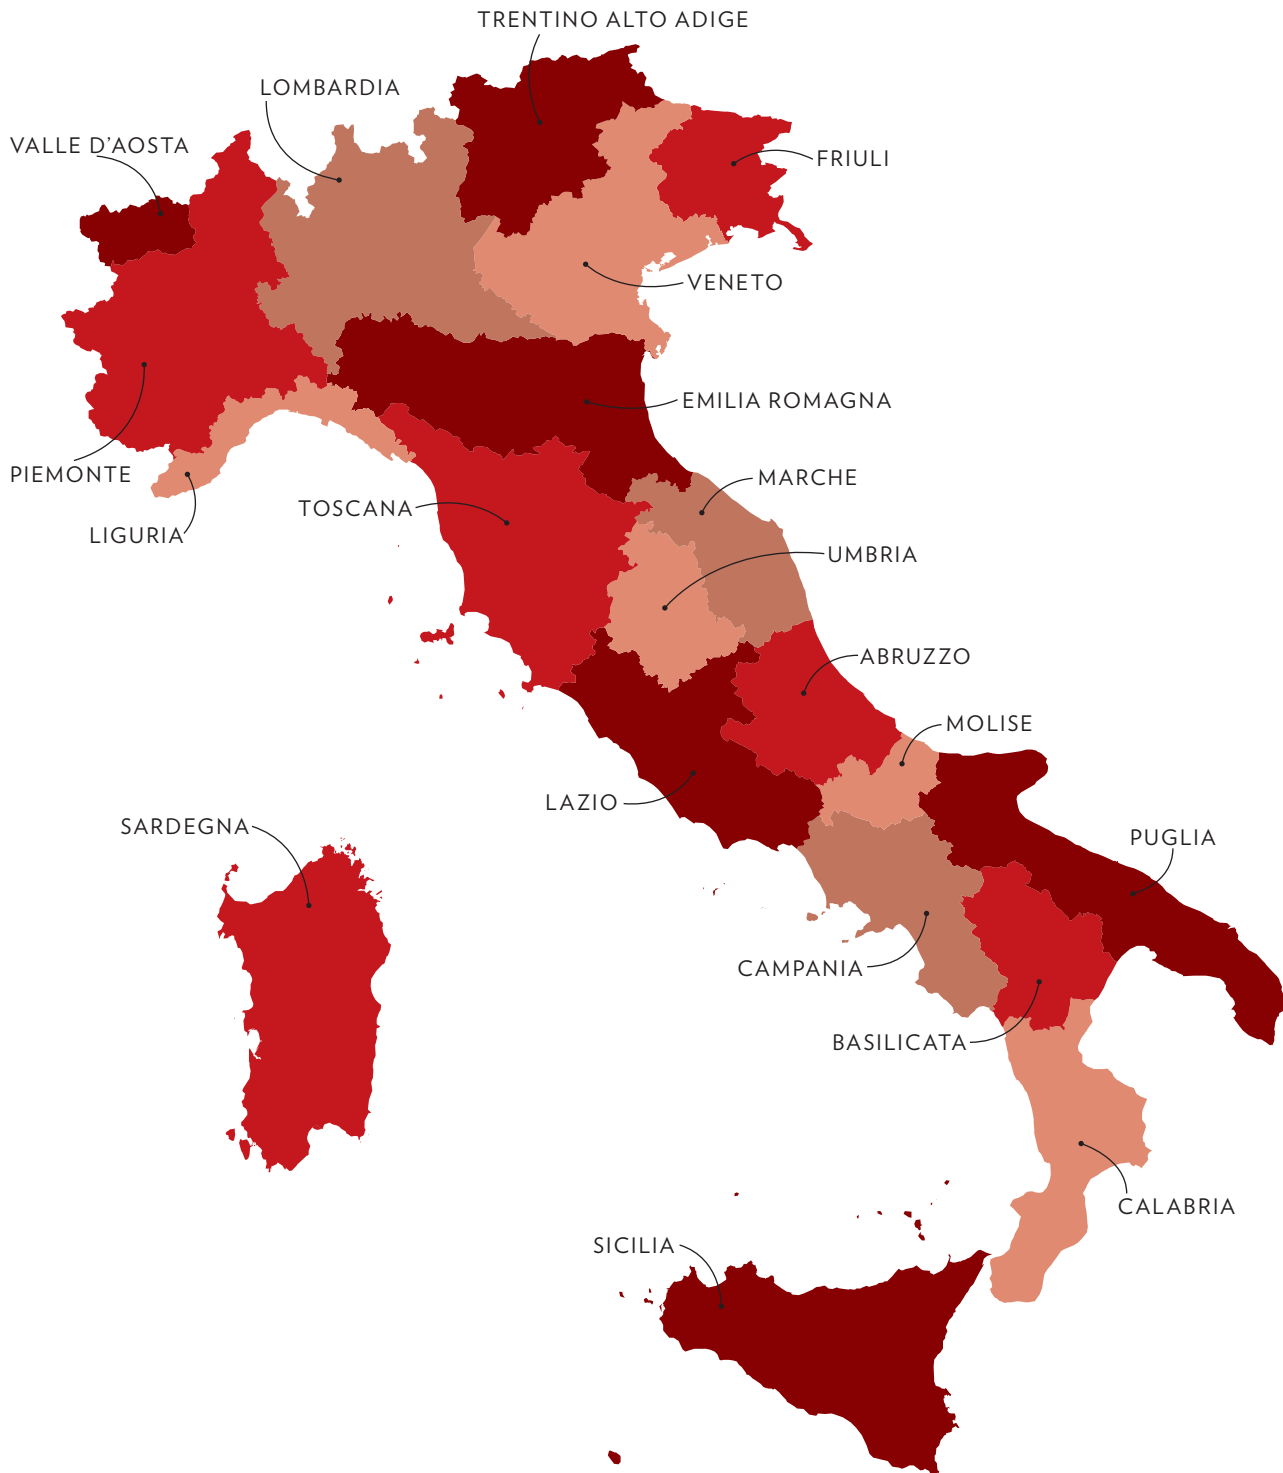 TRENTINO ALTO ADIGE
LOMBARDIA
VALLE D'AOSTA
FRIULI
VENETO
EMILIA ROMAGNA
PIEMONTE
MARCHE
TOSCANA
LIGURIA
UMBRIA
ABRUZZO
MOLISE
LAZIO
SARDEGNA
PUGLIA
CAMPANIA
BASILICATA
CALABRIA
SICILIA